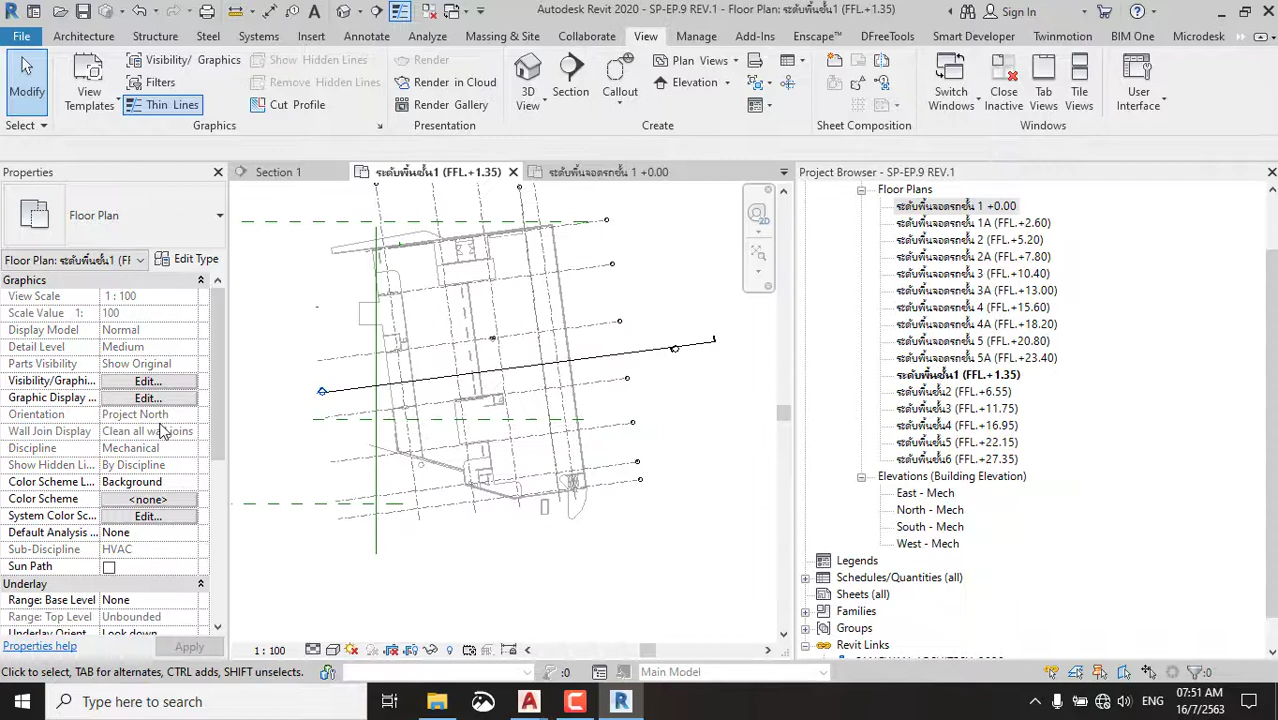 Autodesk Revit 2020 - SP-EP.9 REV.1 - Floor Plan: ระดับพื้นชั้น1 (FFL.+1.35)
Sign In
File Architecture Structure Steel Systems Insert Annotate Analyze Massing & Site Collaborate View Manage Add-Ins Enscape™ DFreeTools Smart Developer Twinmotion BIM One Microdesk
Modify
View Templates
Visibility/ Graphics
Filters
Thin Lines
Show Hidden Lines
Remove Hidden Lines
Cut Profile
Render
Render in Cloud
Render Gallery
3D View
Section
Callout
Plan Views
Elevation
Switch Windows
Close Inactive
Tab Views
Tile Views
User Interface
Select Graphics Presentation Create Sheet Composition Windows
Properties
Section 1
ระดับพื้นชั้น1 (FFL.+1.35)
ระดับพื้นจอดรถชั้น 1 +0.00
Project Browser - SP-EP.9 REV.1
Floor Plan
Floor Plan: ระดับพื้นชั้น1 (FF
Edit Type
Graphics
View Scale 1 : 100
Scale Value 1: 100
Display Model Normal
Detail Level Medium
Parts Visibility Show Original
Visibility/Graphi... Edit...
Graphic Display ... Edit...
Orientation Project North
Wall Join Display Clean all wall joins
Discipline Mechanical
Show Hidden Li... By Discipline
Color Scheme L... Background
Color Scheme <none>
System Color Sc... Edit...
Default Analysis ... None
Sub-Discipline HVAC
Sun Path
Underlay
Range: Base Level None
Range: Top Level Unbounded
Underlay Orient Look down
Properties help
Apply
1 : 100
Floor Plans
ระดับพื้นจอดรถชั้น 1 +0.00
ระดับพื้นจอดรถชั้น 1A (FFL.+2.60)
ระดับพื้นจอดรถชั้น 2 (FFL.+5.20)
ระดับพื้นจอดรถชั้น 2A (FFL.+7.80)
ระดับพื้นจอดรถชั้น 3 (FFL.+10.40)
ระดับพื้นจอดรถชั้น 3A (FFL.+13.00)
ระดับพื้นจอดรถชั้น 4 (FFL.+15.60)
ระดับพื้นจอดรถชั้น 4A (FFL.+18.20)
ระดับพื้นจอดรถชั้น 5 (FFL.+20.80)
ระดับพื้นจอดรถชั้น 5A (FFL.+23.40)
ระดับพื้นชั้น1 (FFL.+1.35)
ระดับพื้นชั้น2 (FFL.+6.55)
ระดับพื้นชั้น3 (FFL.+11.75)
ระดับพื้นชั้น4 (FFL.+16.95)
ระดับพื้นชั้น5 (FFL.+22.15)
ระดับพื้นชั้น6 (FFL.+27.35)
Elevations (Building Elevation)
East - Mech
North - Mech
South - Mech
West - Mech
Legends
Schedules/Quantities (all)
Sheets (all)
Families
Groups
Revit Links
Click to select, TAB for alternates, CTRL adds, SHIFT unselects.
:0
Main Model
:0
Type here to search
ENG
07:51 AM
16/7/2563